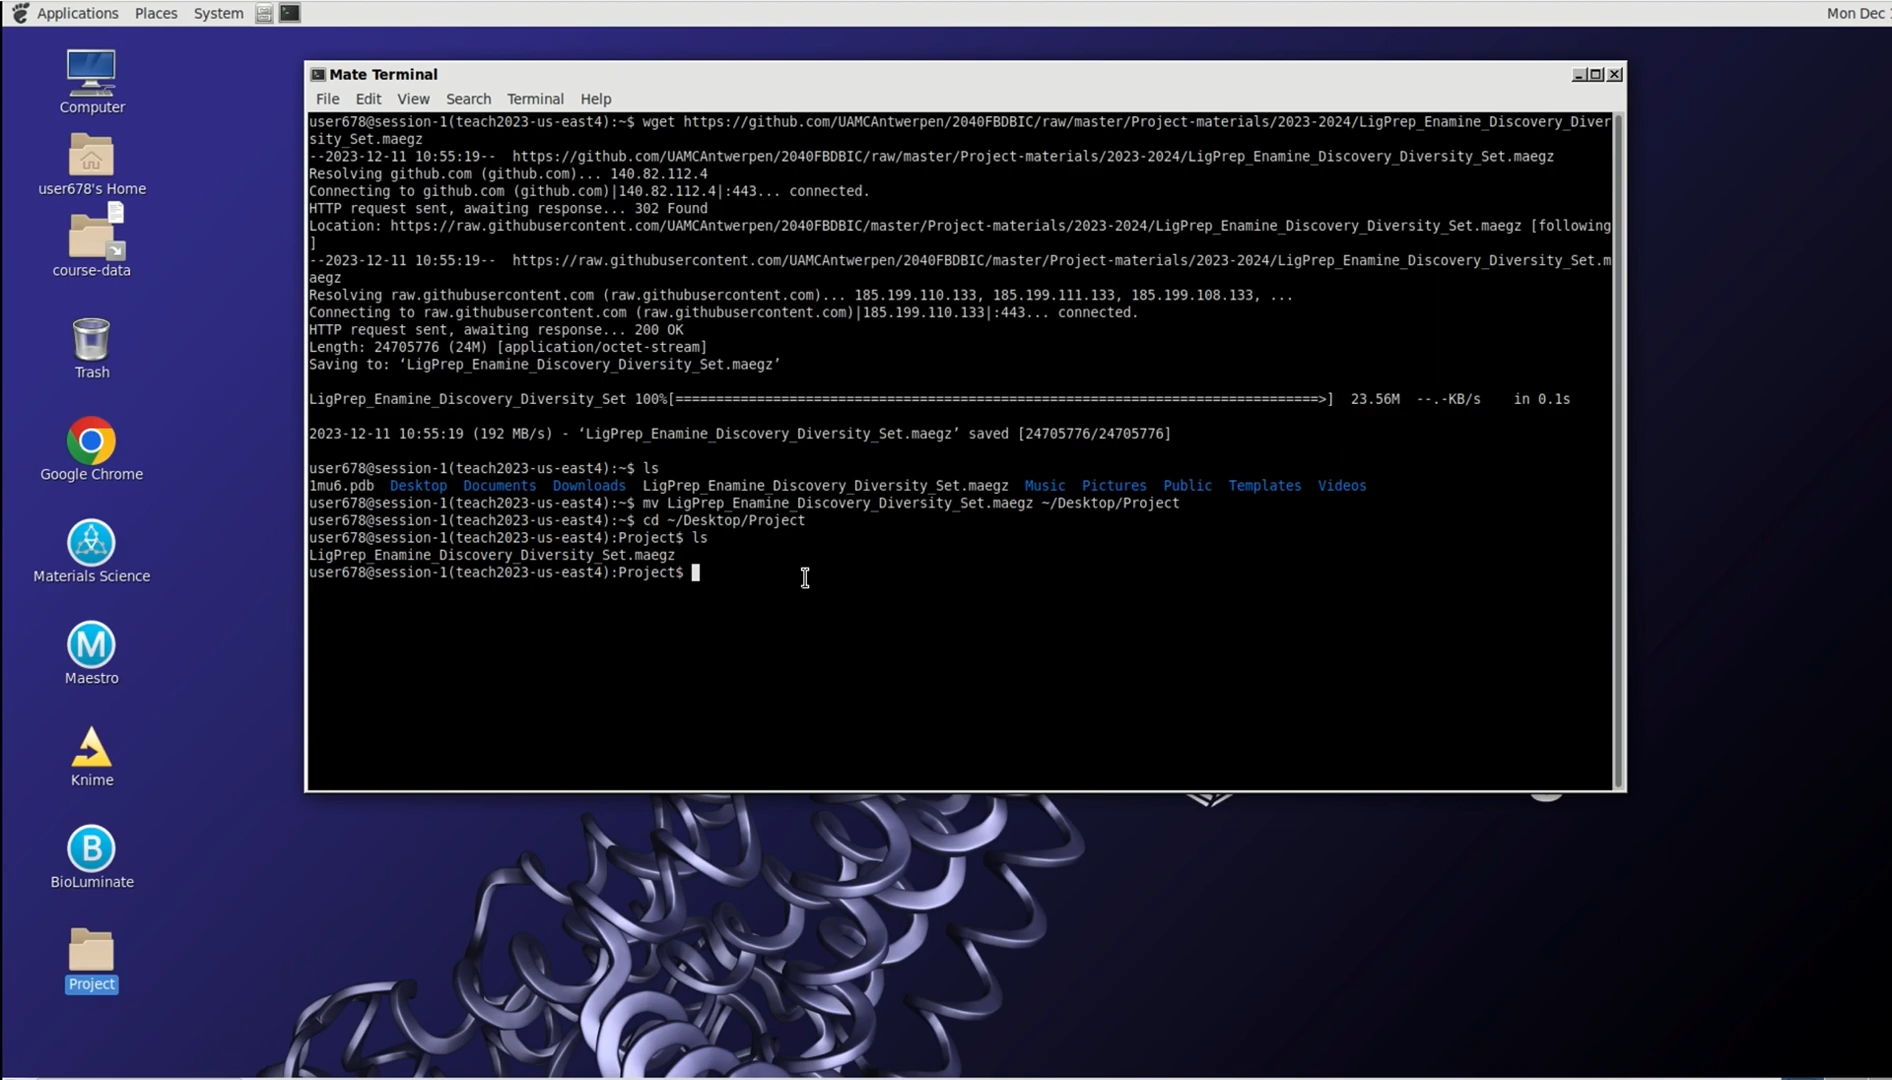 Applications Places System
Mon Dec
Computer
user678's Home
course-data
Trash
Google Chrome
Materials Science
Maestro
Knime
BioLuminate
Project
Mate Terminal
File Edit View Search Terminal Help
user678@session-1(teach2023-us-east4):~$ wget https://github.com/UAMCAntwerpen/2040FBDBIC/raw/master/Project-materials/2023-2024/LigPrep_Enamine_Discovery_Diver
sity_Set.maegz
--2023-12-11 10:55:19-- https://github.com/UAMCAntwerpen/2040FBDBIC/raw/master/Project-materials/2023-2024/LigPrep_Enamine_Discovery_Diversity_Set.maegz
Resolving github.com (github.com)... 140.82.112.4
Connecting to github.com (github.com)|140.82.112.4|:443... connected.
HTTP request sent, awaiting response... 302 Found
Location: https://raw.githubusercontent.com/UAMCAntwerpen/2040FBDBIC/master/Project-materials/2023-2024/LigPrep_Enamine_Discovery_Diversity_Set.maegz [following
]
--2023-12-11 10:55:19-- https://raw.githubusercontent.com/UAMCAntwerpen/2040FBDBIC/master/Project-materials/2023-2024/LigPrep_Enamine_Discovery_Diversity_Set.m
aegz
Resolving raw.githubusercontent.com (raw.githubusercontent.com)... 185.199.110.133, 185.199.111.133, 185.199.108.133, ...
Connecting to raw.githubusercontent.com (raw.githubusercontent.com)|185.199.110.133|:443... connected.
HTTP request sent, awaiting response... 200 OK
Length: 24705776 (24M) [application/octet-stream]
Saving to: ‘LigPrep_Enamine_Discovery_Diversity_Set.maegz’
LigPrep_Enamine_Discovery_Diversity_Set 100%[===============================================================================>] 23.56M --.-KB/s in 0.1s
2023-12-11 10:55:19 (192 MB/s) - ‘LigPrep_Enamine_Discovery_Diversity_Set.maegz’ saved [24705776/24705776]
user678@session-1(teach2023-us-east4):~$ ls
1mu6.pdb Desktop Documents Downloads LigPrep_Enamine_Discovery_Diversity_Set.maegz Music Pictures Public Templates Videos
user678@session-1(teach2023-us-east4):~$ mv LigPrep_Enamine_Discovery_Diversity_Set.maegz ~/Desktop/Project
user678@session-1(teach2023-us-east4):~$ cd ~/Desktop/Project
user678@session-1(teach2023-us-east4):Project$ ls
LigPrep_Enamine_Discovery_Diversity_Set.maegz
user678@session-1(teach2023-us-east4):Project$